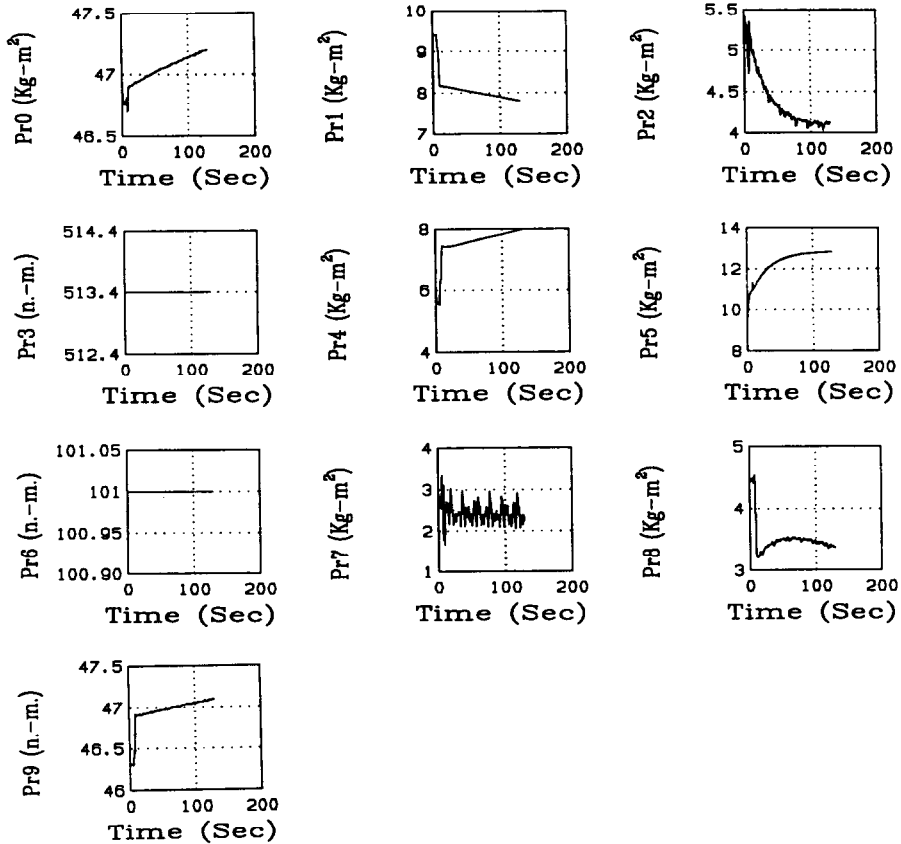 Pr0 (Kg-m²)
47.5
47
46.5
0 100 200
Time (Sec)
Pr1 (Kg-m²)
10
9
8
7
0 100 200
Time (Sec)
Pr2 (Kg-m²)
5.5
5
4.5
4
0 100 200
Time (Sec)
Pr3 (n.-m.)
514.4
513.4
512.4
0 100 200
Time (Sec)
Pr4 (Kg-m²)
8
6
4
0 100 200
Time (Sec)
Pr5 (Kg-m²)
14
12
10
8
0 100 200
Time (Sec)
Pr6 (n.-m.)
101.05
101
100.95
100.90
0 100 200
Time (Sec)
Pr7 (Kg-m²)
4
3
2
1
0 100 200
Time (Sec)
Pr8 (Kg-m²)
5
4
3
0 100 200
Time (Sec)
Pr9 (n.-m.)
47.5
47
46.5
46
0 100 200
Time (Sec)